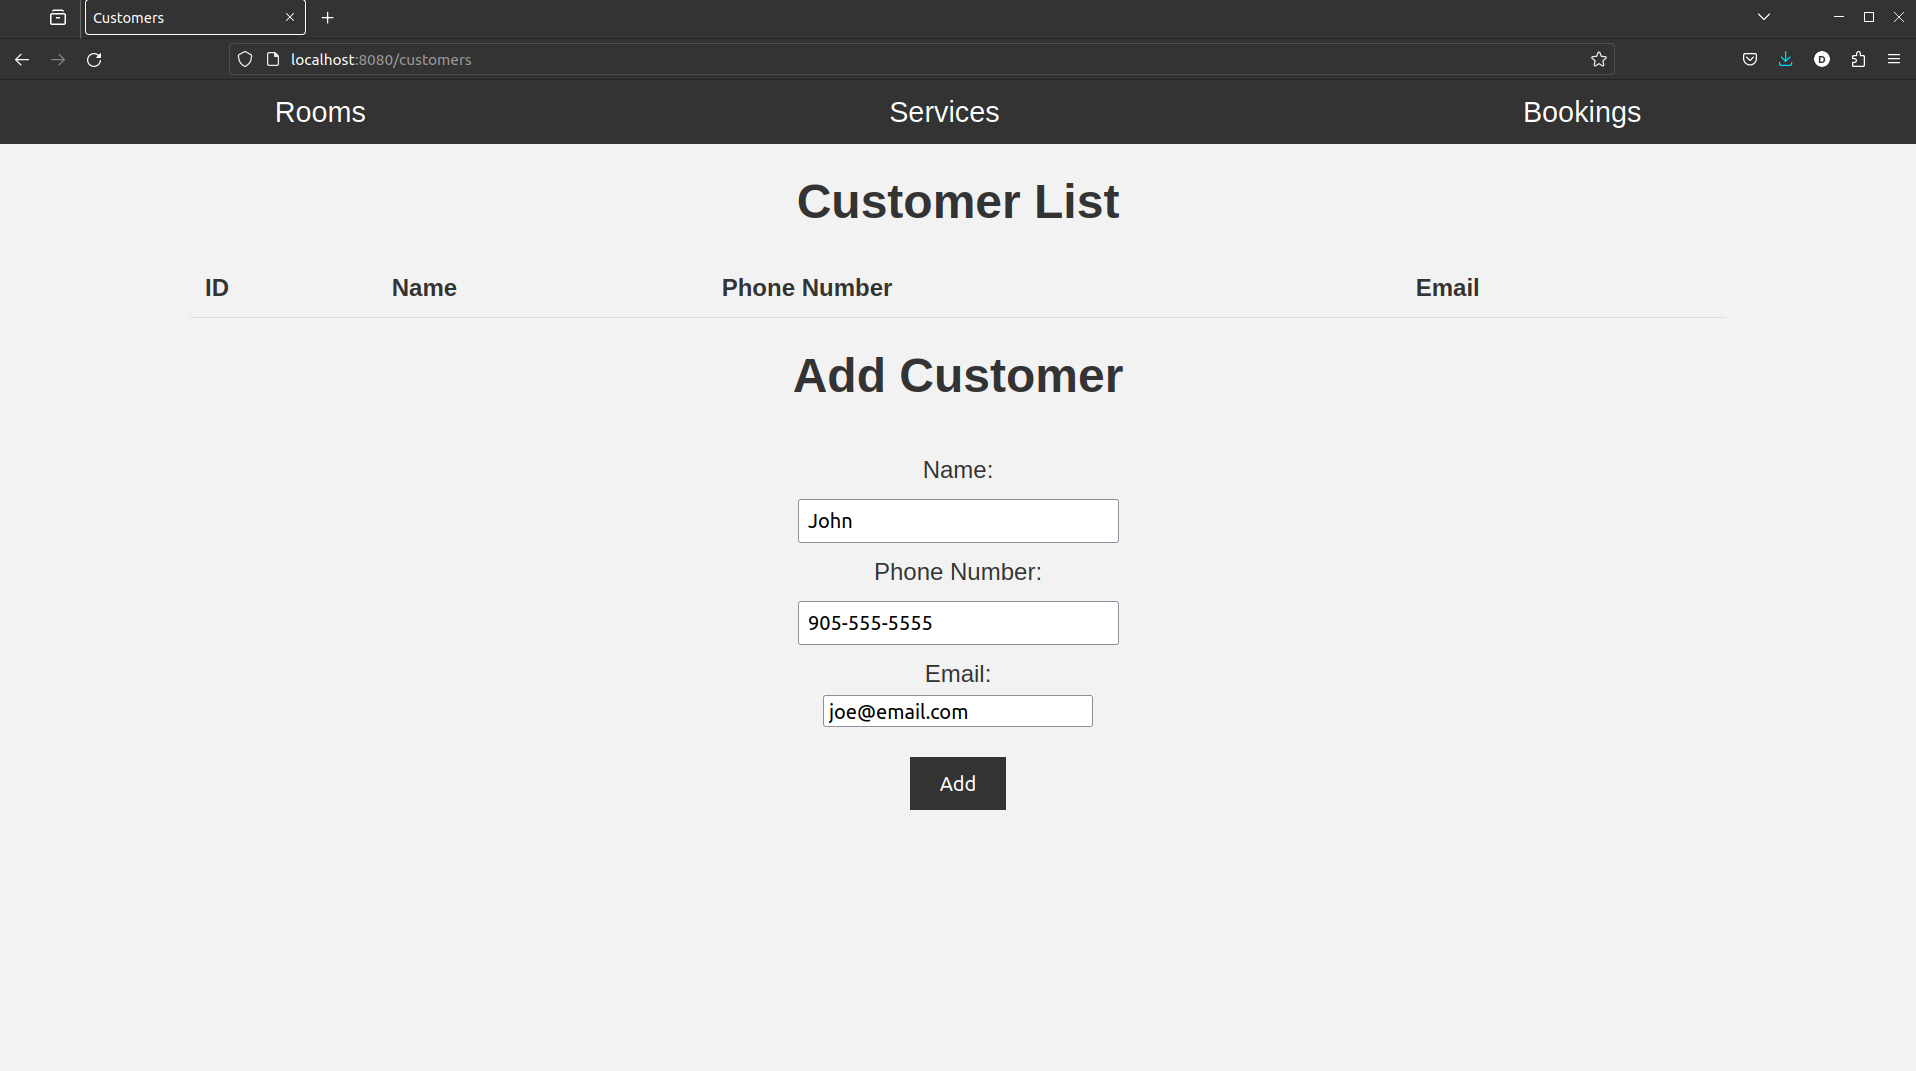 Customers
localhost:8080/customers
D
Rooms Services Bookings
Customer List
ID Name Phone Number Email
Add Customer
Name:
John
Phone Number:
905-555-5555
Email:
joe@email.com
Add